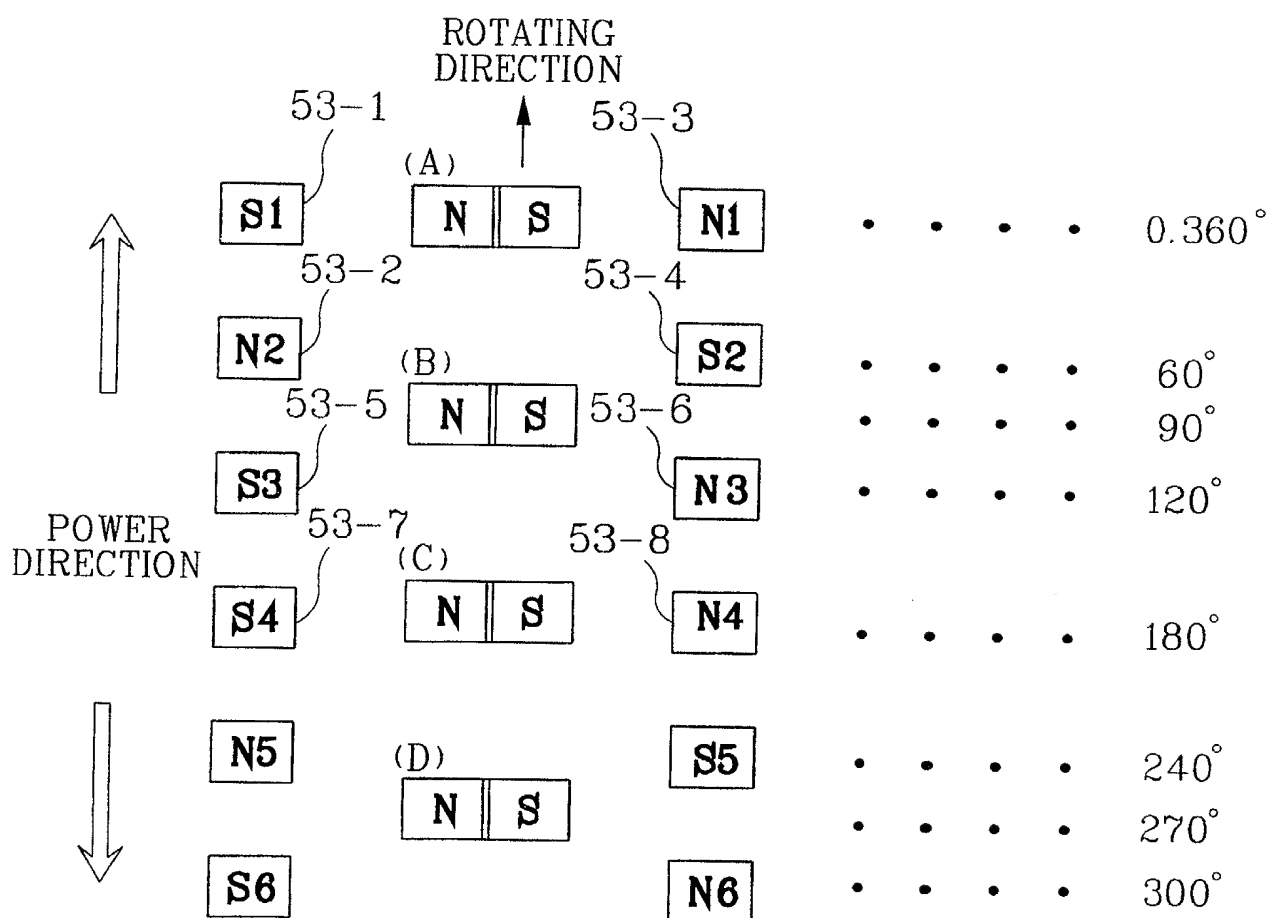 ROTATING
DIRECTION
53-1
53-3
(A)
S1
N
S
N1
0.360°
53-2
53-4
N2
S2
(B)
60°
53-5
N
S
53-6
90°
S3
N3
120°
POWER
DIRECTION
53-7
53-8
(C)
S4
N
S
N4
180°
N5
S5
(D)
240°
N
S
270°
S6
N6
300°